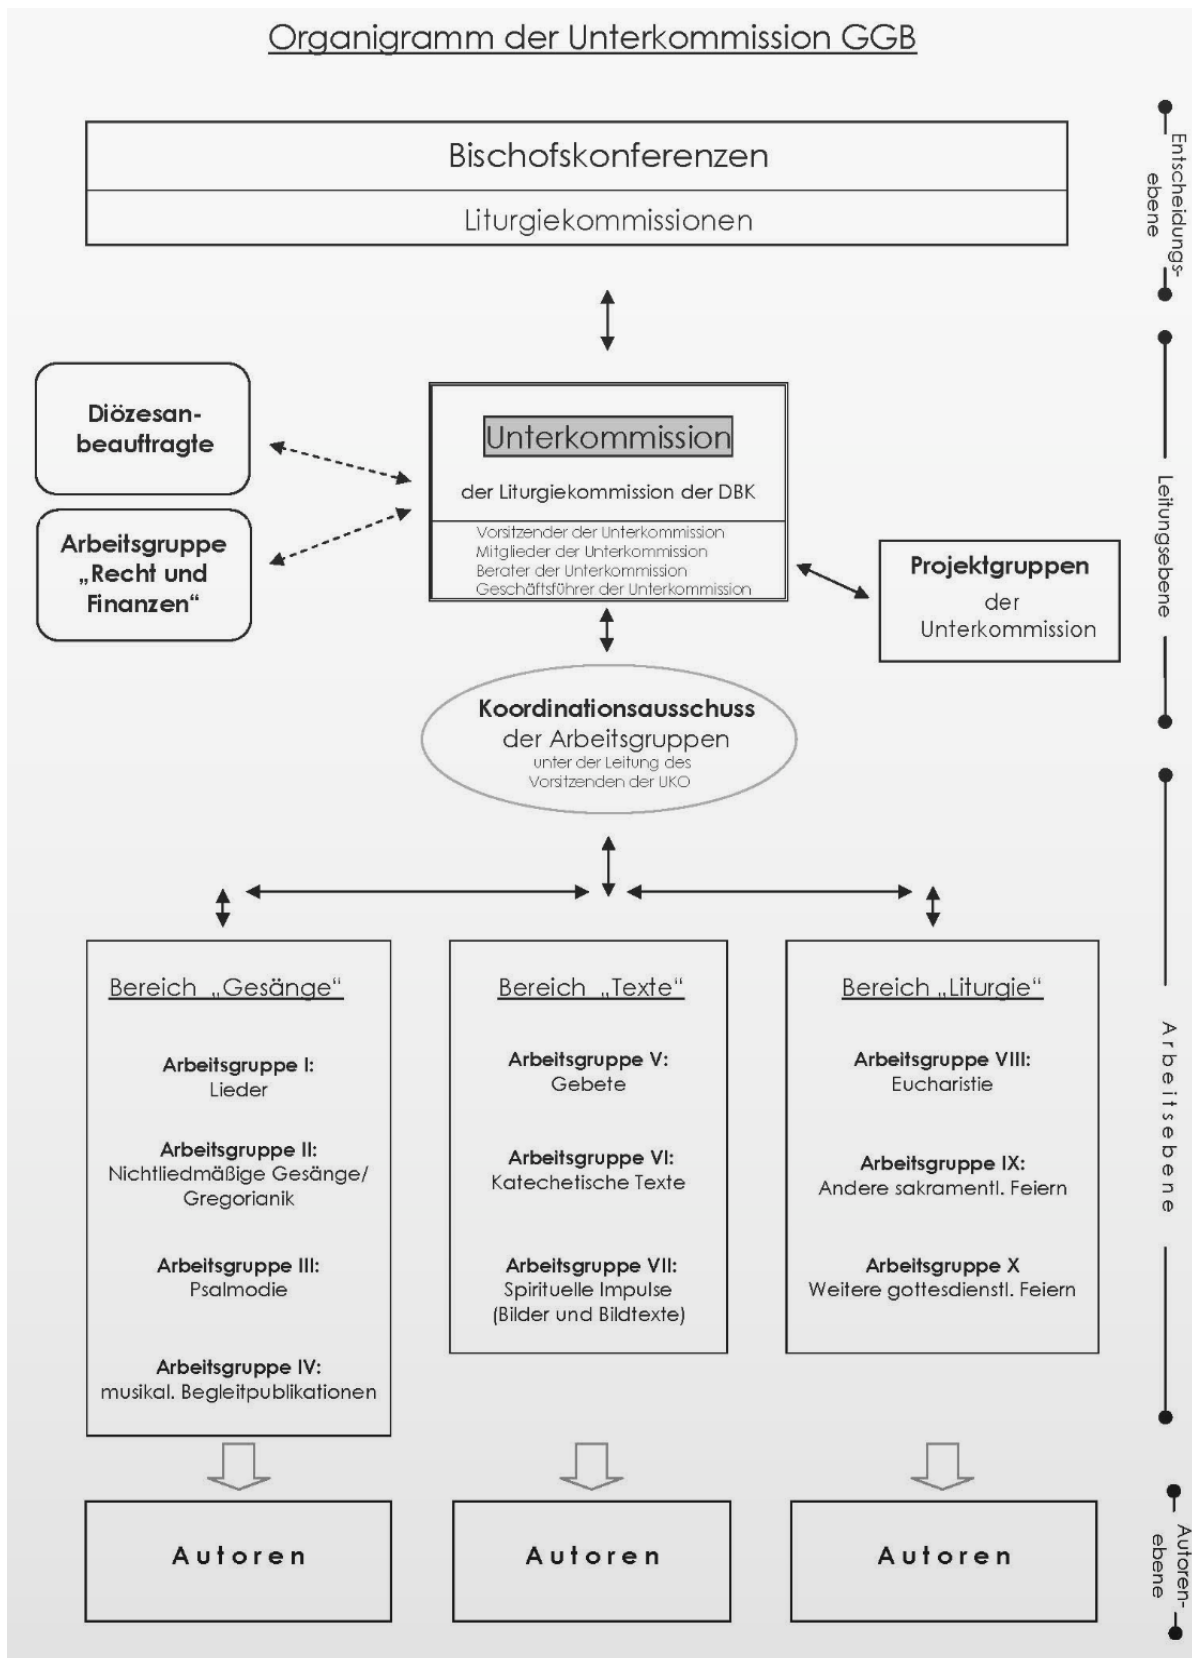 Organigramm der Unterkommission GGB
Bischofskonferenzen
Liturgiekommissionen
Entscheidungs-
ebene
Diözesan-
beauftragte
Arbeitsgruppe
„Recht und
Finanzen“
Unterkommission
der Liturgiekommission der DBK
Vorsitzender der Unterkommission
Mitglieder der Unterkommission
Berater der Unterkommission
Geschäftsführer der Unterkommission
Projektgruppen
der
Unterkommission
Leitungsebene
Koordinationsausschuss
der Arbeitsgruppen
unter der Leitung des
Vorsitzenden der UKO
Bereich „Gesänge“
Arbeitsgruppe I:
Lieder
Arbeitsgruppe II:
Nichtliedmäßige Gesänge/
Gregorianik
Arbeitsgruppe III:
Psalmodie
Arbeitsgruppe IV:
musikal. Begleitpublikationen
Bereich „Texte“
Arbeitsgruppe V:
Gebete
Arbeitsgruppe VI:
Katechetische Texte
Arbeitsgruppe VII:
Spirituelle Impulse
(Bilder und Bildtexte)
Bereich „Liturgie“
Arbeitsgruppe VIII:
Eucharistie
Arbeitsgruppe IX:
Andere sakramentl. Feiern
Arbeitsgruppe X
Weitere gottesdienstl. Feiern
Arbeitsebene
Autoren
Autoren
Autoren
Autoren-
ebene